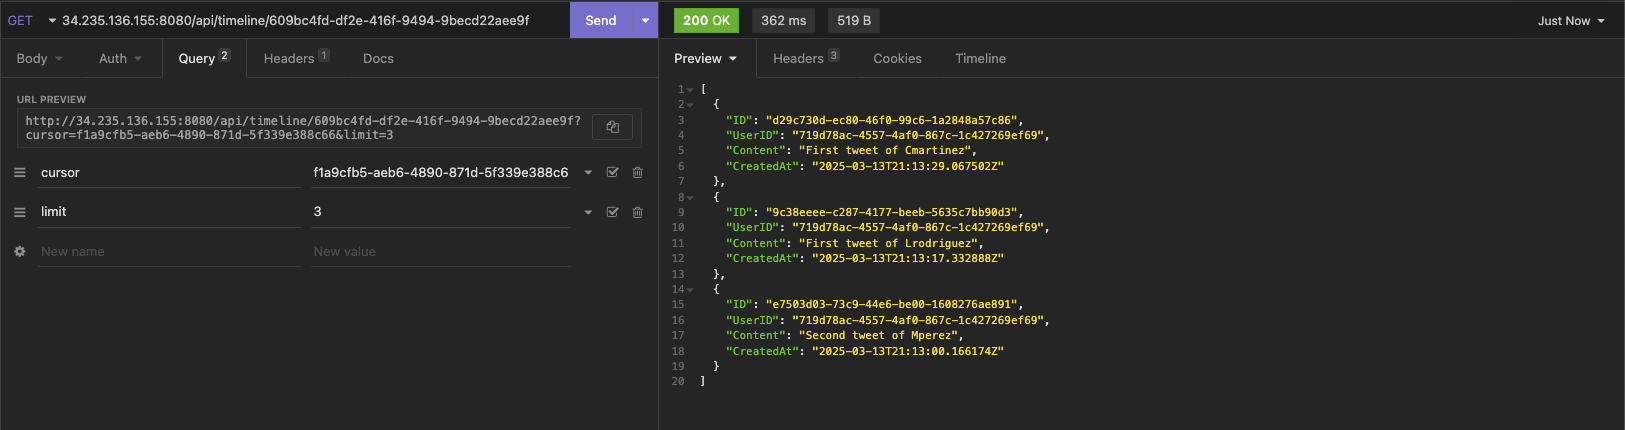 GET 34.235.136.155:8080/api/timeline/609bc4fd-df2e-416f-9494-9becd22aee9f Send
Body Auth Query 2 Headers 1 Docs
URL PREVIEW
http://34.235.136.155:8080/api/timeline/609bc4fd-df2e-416f-9494-9becd22aee9f?
cursor=f1a9cfb5-aeb6-4890-871d-5f339e388c66&limit=3
cursor f1a9cfb5-aeb6-4890-871d-5f339e388c6
limit 3
New name New value
200 OK 362 ms 519 B Just Now
Preview Headers 3 Cookies Timeline
1 [
2 {
3 "ID": "d29c730d-ec80-46f0-99c6-1a2848a57c86",
4 "UserID": "719d78ac-4557-4af0-867c-1c427269ef69",
5 "Content": "First tweet of Cmartinez",
6 "CreatedAt": "2025-03-13T21:13:29.067502Z"
7 },
8 {
9 "ID": "9c38eeee-c287-4177-beeb-5635c7bb90d3",
10 "UserID": "719d78ac-4557-4af0-867c-1c427269ef69",
11 "Content": "First tweet of Lrodriguez",
12 "CreatedAt": "2025-03-13T21:13:17.332888Z"
13 },
14 {
15 "ID": "e7503d03-73c9-44e6-be00-1608276ae891",
16 "UserID": "719d78ac-4557-4af0-867c-1c427269ef69",
17 "Content": "Second tweet of Mperez",
18 "CreatedAt": "2025-03-13T21:13:00.166174Z"
19 }
20 ]